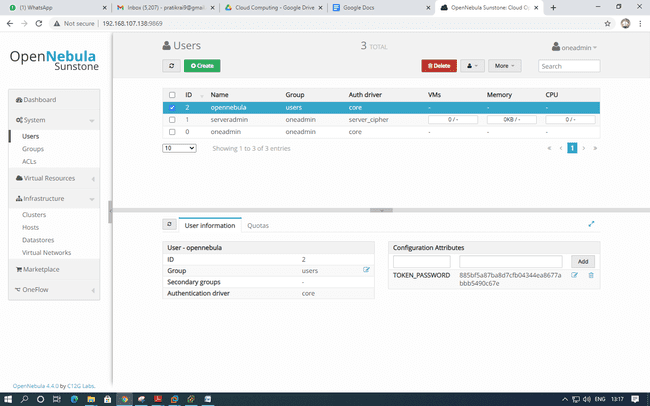 (1) WhatsApp
Inbox (5,207) - pratikrai9@gmai
Cloud Computing - Google Drive
Google Docs
OpenNebula Sunstone: Cloud Op
Not secure | 192.168.107.138:9869
OpenNebula
Sunstone
Users
3 TOTAL
oneadmin
Create
Delete
More
Search
Dashboard
System
Users
Groups
ACLs
Virtual Resources
Infrastructure
Clusters
Hosts
Datastores
Virtual Networks
Marketplace
OneFlow
ID Name Group Auth driver VMs Memory CPU
2 opennebula users core - - -
1 serveradmin oneadmin server_cipher 0 / - 0KB / - 0 / -
0 oneadmin oneadmin core - - -
10
Showing 1 to 3 of 3 entries
« ‹ 1 › »
User information
Quotas
User - opennebula
ID 2
Group users
Secondary groups -
Authentication driver core
Configuration Attributes
Add
TOKEN_PASSWORD 885bf5a87ba8d7cfb04344ea8677a
bbb5490c67e
OpenNebula 4.4.0 by C12G Labs.
ENG
13:17